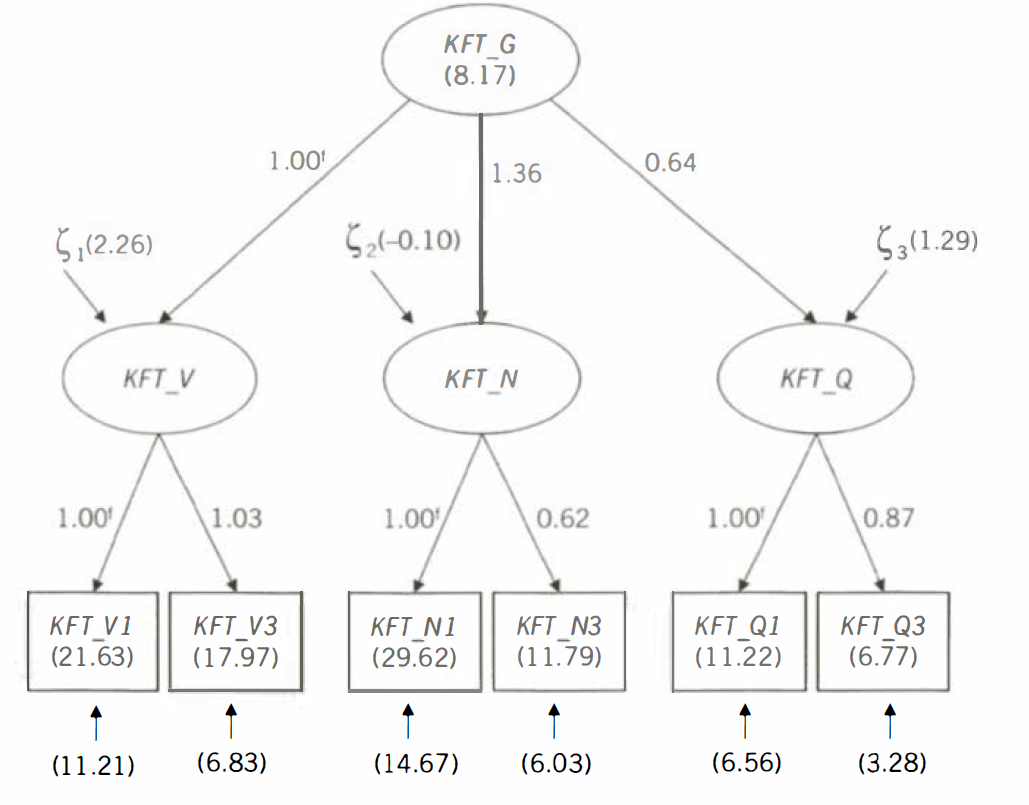 KFT_G
(8.17)
1.00f
1.36
0.64
ζ1(2.26)
ζ2(–0.10)
ζ3(1.29)
KFT_V
KFT_N
KFT_Q
1.00f
1.03
1.00f
0.62
1.00f
0.87
KFT_V1
(21.63)
KFT_V3
(17.97)
KFT_N1
(29.62)
KFT_N3
(11.79)
KFT_Q1
(11.22)
KFT_Q3
(6.77)
(11.21)
(6.83)
(14.67)
(6.03)
(6.56)
(3.28)